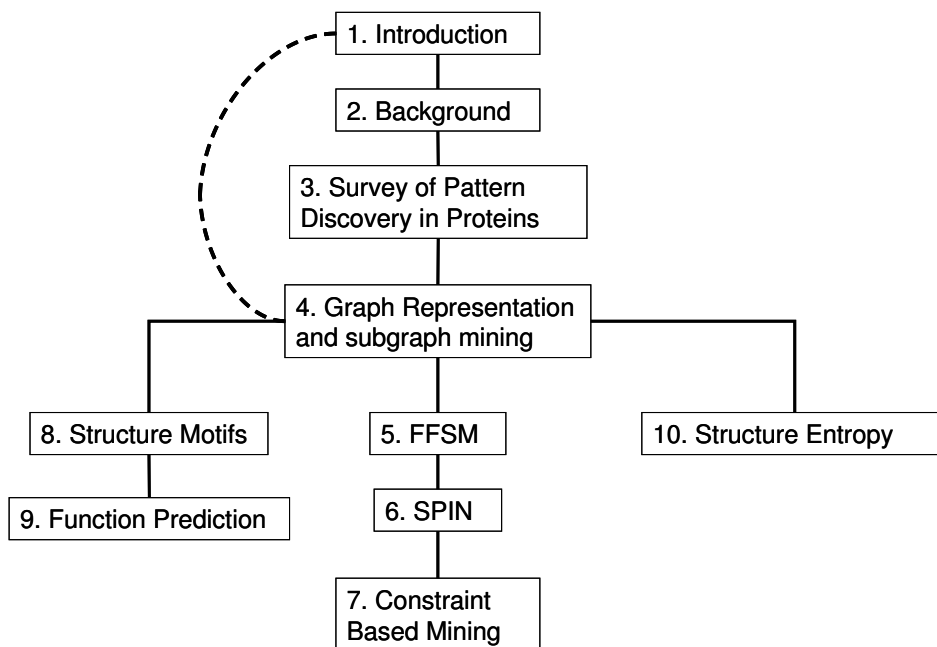 1. Introduction
2. Background
3. Survey of Pattern
Discovery in Proteins
4. Graph Representation
and subgraph mining
8. Structure Motifs
5. FFSM
10. Structure Entropy
9. Function Prediction
6. SPIN
7. Constraint
Based Mining